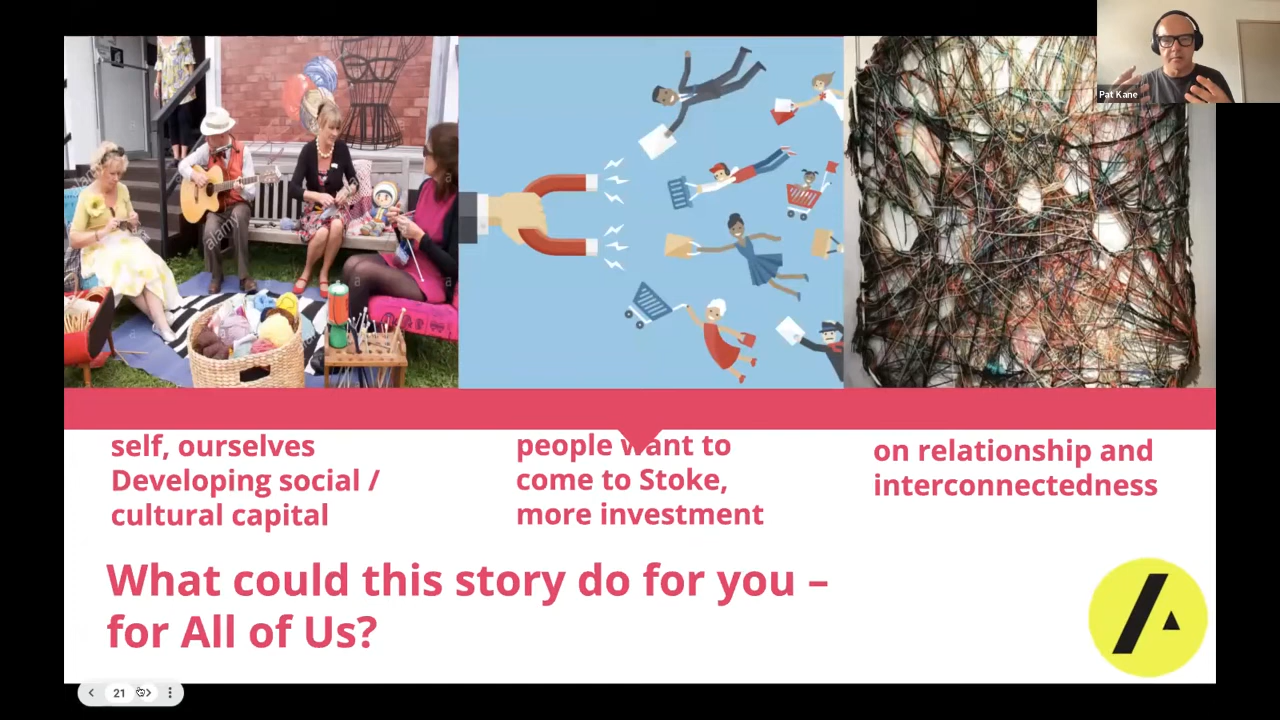 Pat Kane
alamy
a
self, ourselves
Developing social /
cultural capital
people want to
come to Stoke,
more investment
on relationship and
interconnectedness
What could this story do for you –
for All of Us?
21